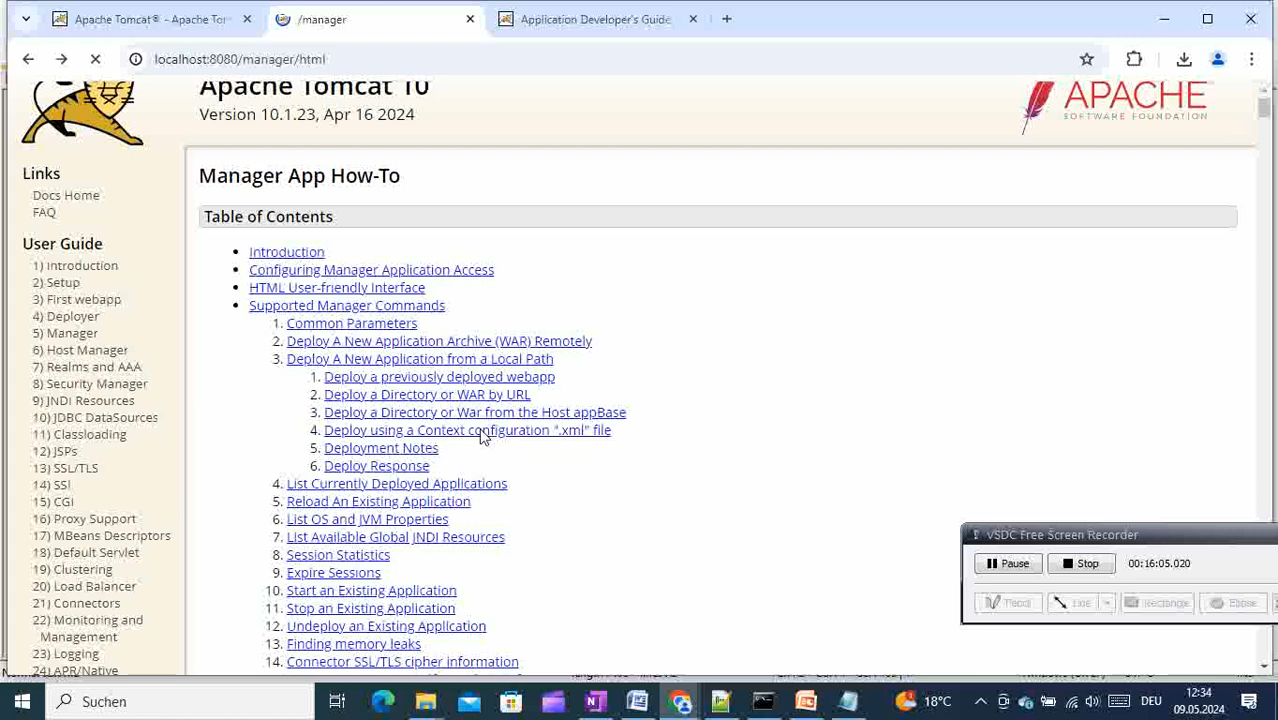 Apache Tomcat® - Apache Tor
/manager
Application Developer's Guide
localhost:8080/manager/html
Apache Tomcat 10
Version 10.1.23, Apr 16 2024
APACHE
SOFTWARE FOUNDATION
Links
Docs Home
FAQ
User Guide
1) Introduction
2) Setup
3) First webapp
4) Deployer
5) Manager
6) Host Manager
7) Realms and AAA
8) Security Manager
9) JNDI Resources
10) JDBC DataSources
11) Classloading
12) JSPs
13) SSL/TLS
14) SSI
15) CGI
16) Proxy Support
17) MBeans Descriptors
18) Default Servlet
19) Clustering
20) Load Balancer
21) Connectors
22) Monitoring and
Management
23) Logging
24) APR/Native
Manager App How-To
Table of Contents
Introduction
Configuring Manager Application Access
HTML User-friendly Interface
Supported Manager Commands
1. Common Parameters
2. Deploy A New Application Archive (WAR) Remotely
3. Deploy A New Application from a Local Path
1. Deploy a previously deployed webapp
2. Deploy a Directory or WAR by URL
3. Deploy a Directory or War from the Host appBase
4. Deploy using a Context configuration ".xml" file
5. Deployment Notes
6. Deploy Response
4. List Currently Deployed Applications
5. Reload An Existing Application
6. List OS and JVM Properties
7. List Available Global JNDI Resources
8. Session Statistics
9. Expire Sessions
10. Start an Existing Application
11. Stop an Existing Application
12. Undeploy an Existing Application
13. Finding memory leaks
14. Connector SSL/TLS cipher information
VSDC Free Screen Recorder
Pause
Stop
00:16:05.020
Line
Rectangle
Suchen
18°C
DEU
12:34
09.05.2024